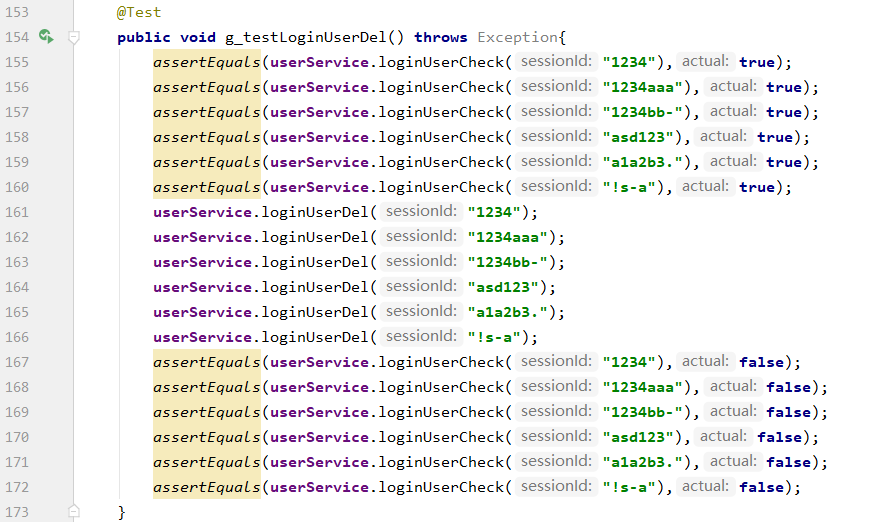 153 @Test
154 public void g_testLoginUserDel() throws Exception{
155 assertEquals(userService.loginUserCheck( sessionId: "1234"), actual: true);
156 assertEquals(userService.loginUserCheck( sessionId: "1234aaa"), actual: true);
157 assertEquals(userService.loginUserCheck( sessionId: "1234bb-"), actual: true);
158 assertEquals(userService.loginUserCheck( sessionId: "asd123"), actual: true);
159 assertEquals(userService.loginUserCheck( sessionId: "a1a2b3."), actual: true);
160 assertEquals(userService.loginUserCheck( sessionId: "!s-a"), actual: true);
161 userService.loginUserDel( sessionId: "1234");
162 userService.loginUserDel( sessionId: "1234aaa");
163 userService.loginUserDel( sessionId: "1234bb-");
164 userService.loginUserDel( sessionId: "asd123");
165 userService.loginUserDel( sessionId: "a1a2b3.");
166 userService.loginUserDel( sessionId: "!s-a");
167 assertEquals(userService.loginUserCheck( sessionId: "1234"), actual: false);
168 assertEquals(userService.loginUserCheck( sessionId: "1234aaa"), actual: false);
169 assertEquals(userService.loginUserCheck( sessionId: "1234bb-"), actual: false);
170 assertEquals(userService.loginUserCheck( sessionId: "asd123"), actual: false);
171 assertEquals(userService.loginUserCheck( sessionId: "a1a2b3."), actual: false);
172 assertEquals(userService.loginUserCheck( sessionId: "!s-a"), actual: false);
173 }